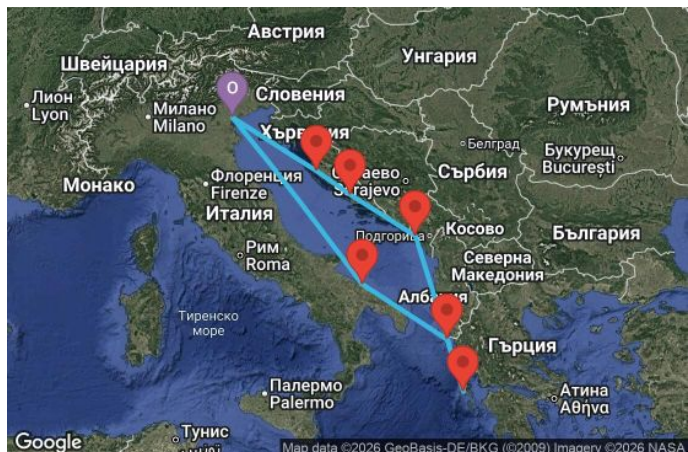 Австрия
Унгария
Швейцария
Лион
Lyon
Словения
Милано
Milano
Румъния
Хърватия
Белград
Букурещ
București
Сараево
Sarajevo
Сърбия
Монако
Флоренция
Firenze
Италия
Подгорица
Косово
България
Рим
Roma
Северна
Македония
Албания
Тиренско
море
Гърция
Палермо
Palermo
Атина
Αθήνα
Тунис
Google
Map data ©2026 GeoBasis-DE/BKG (©2009) Imagery ©2026 NASA
O